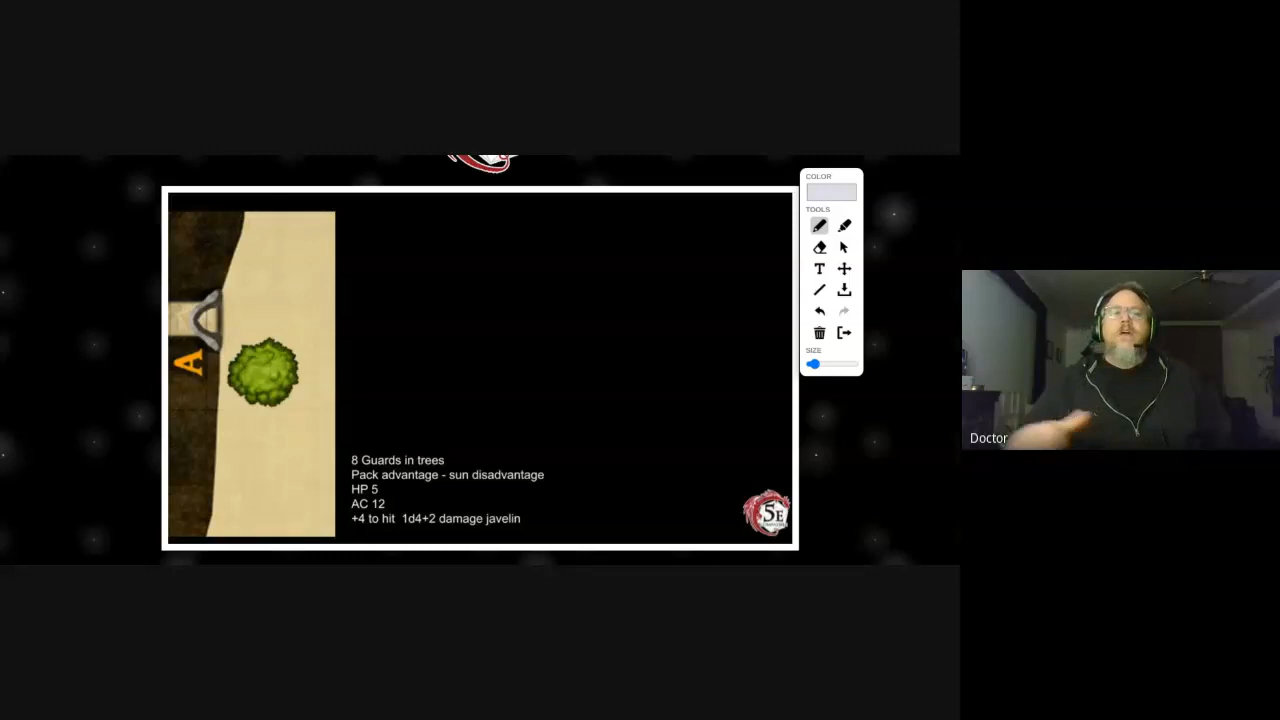 COLOR
TOOLS
SIZE
A
8 Guards in trees
Pack advantage - sun disadvantage
HP 5
AC 12
+4 to hit 1d4+2 damage javelin
5E
Doctor